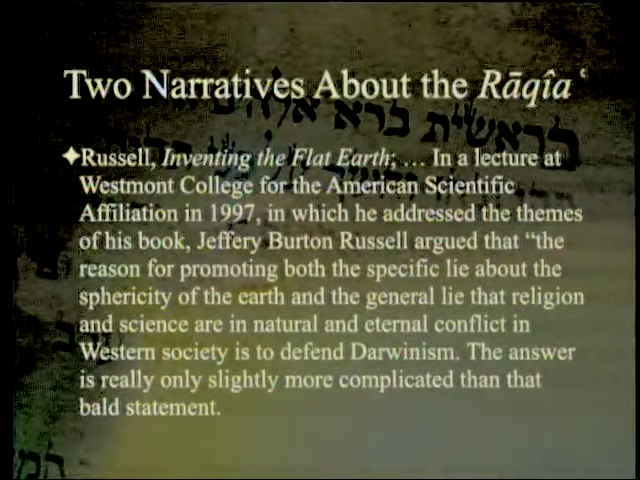 Two Narratives About the Rāqîaʿ
✦Russell, Inventing the Flat Earth; … In a lecture at
Westmont College for the American Scientific
Affiliation in 1997, in which he addressed the themes
of his book, Jeffery Burton Russell argued that “the
reason for promoting both the specific lie about the
sphericity of the earth and the general lie that religion
and science are in natural and eternal conflict in
Western society is to defend Darwinism. The answer
is really only slightly more complicated than that
bald statement.
בראשית ברא אלהים